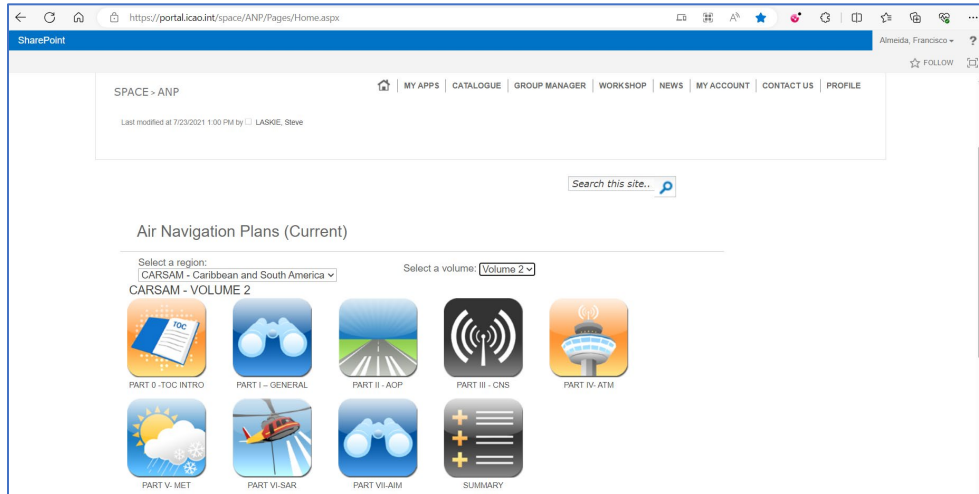 https://portal.icao.int/space/ANP/Pages/Home.aspx
SharePoint
Almeida, Francisco
?
FOLLOW
SPACE > ANP
MY APPS CATALOGUE GROUP MANAGER WORKSHOP NEWS MY ACCOUNT CONTACT US PROFILE
Last modified at 7/23/2021 1:00 PM by LASKIE, Steve
Search this site..
Air Navigation Plans (Current)
Select a region:
CARSAM - Caribbean and South America
Select a volume: Volume 2
CARSAM - VOLUME 2
TOC
PART 0 -TOC INTRO
PART I – GENERAL
PART II - AOP
PART III - CNS
PART IV- ATM
PART V- MET
PART VI-SAR
PART VII-AIM
SUMMARY